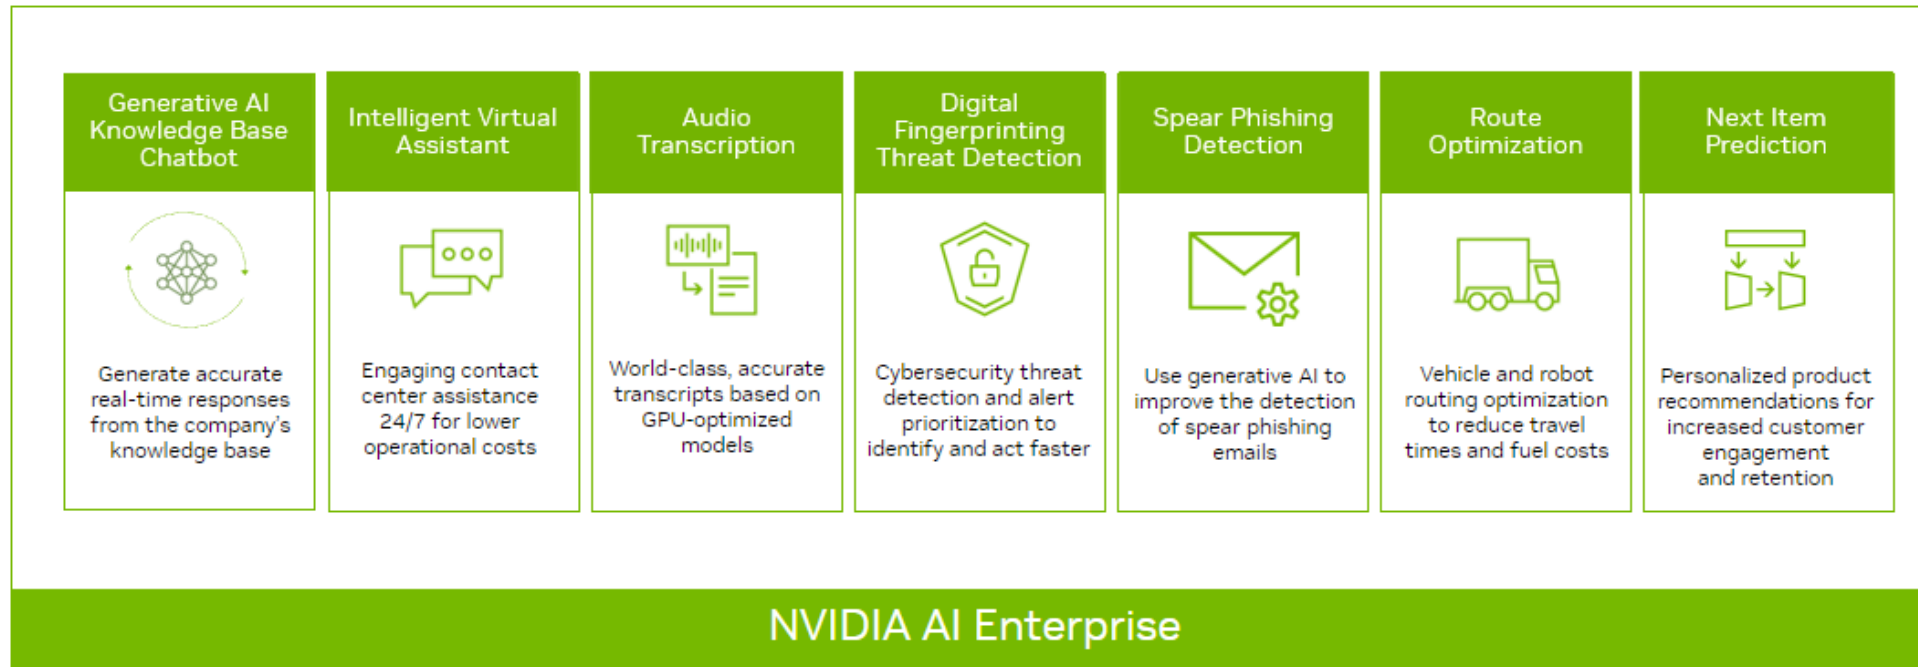 Generative AI
Knowledge Base
Chatbot
Generate accurate
real-time responses
from the company's
knowledge base
Intelligent Virtual
Assistant
Engaging contact
center assistance
24/7 for lower
operational costs
Audio
Transcription
World-class, accurate
transcripts based on
GPU-optimized
models
Digital
Fingerprinting
Threat Detection
Cybersecurity threat
detection and alert
prioritization to
identify and act faster
Spear Phishing
Detection
Use generative AI to
improve the detection
of spear phishing
emails
Route
Optimization
Vehicle and robot
routing optimization
to reduce travel
times and fuel costs
Next Item
Prediction
Personalized product
recommendations for
increased customer
engagement
and retention
NVIDIA AI Enterprise